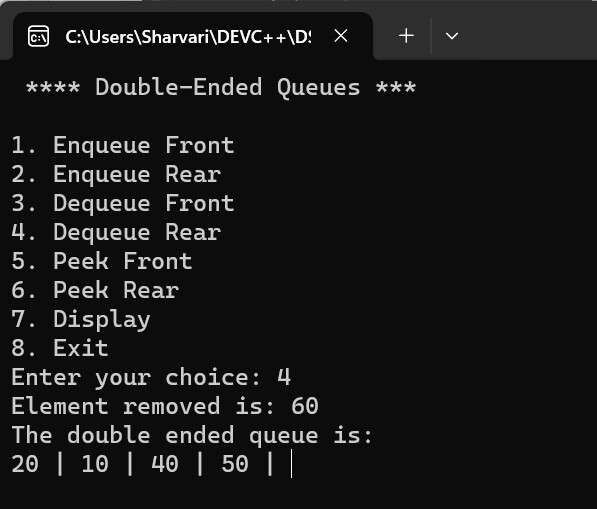 C:\Users\Sharvari\DEVC++\DS
**** Double-Ended Queues ***
1. Enqueue Front
2. Enqueue Rear
3. Dequeue Front
4. Dequeue Rear
5. Peek Front
6. Peek Rear
7. Display
8. Exit
Enter your choice: 4
Element removed is: 60
The double ended queue is:
20 | 10 | 40 | 50 |